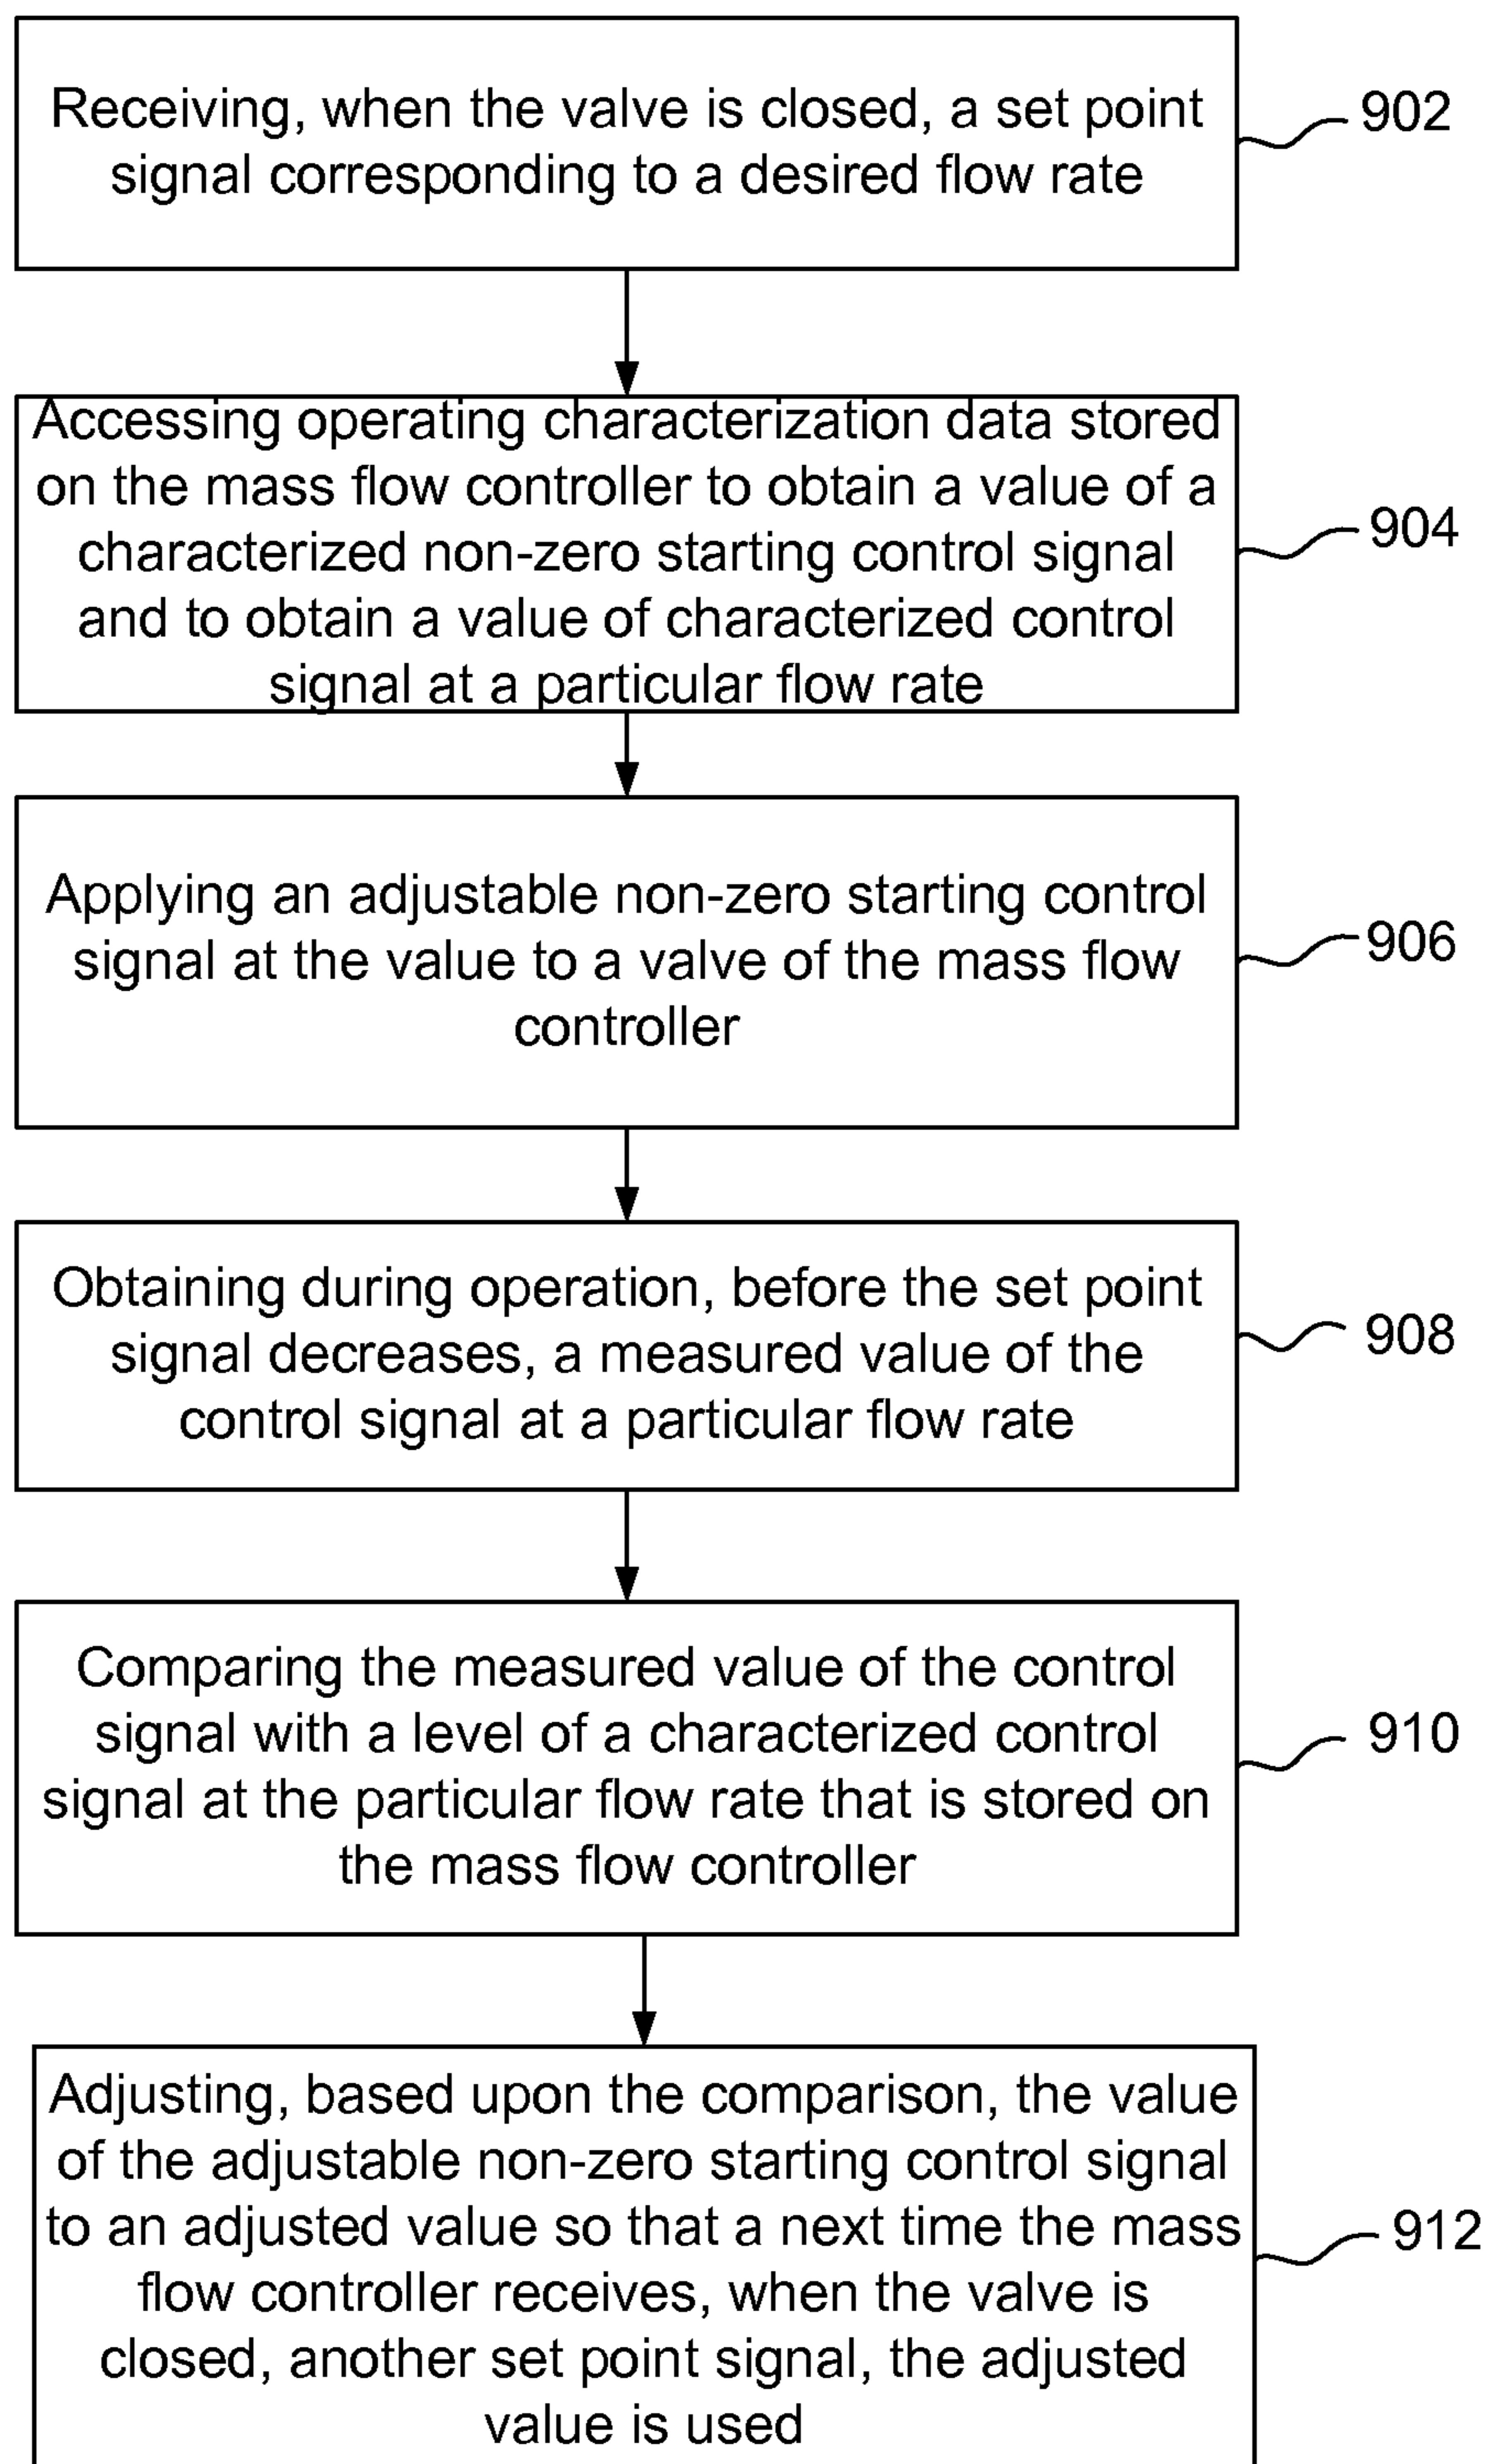 Receiving, when the valve is closed, a set point
signal corresponding to a desired flow rate
902
Accessing operating characterization data stored
on the mass flow controller to obtain a value of a
characterized non-zero starting control signal
and to obtain a value of characterized control
signal at a particular flow rate
904
Applying an adjustable non-zero starting control
signal at the value to a valve of the mass flow
controller
906
Obtaining during operation, before the set point
signal decreases, a measured value of the
control signal at a particular flow rate
908
Comparing the measured value of the control
signal with a level of a characterized control
signal at the particular flow rate that is stored on
the mass flow controller
910
Adjusting, based upon the comparison, the value
of the adjustable non-zero starting control signal
to an adjusted value so that a next time the mass
flow controller receives, when the valve is
closed, another set point signal, the adjusted
value is used
912